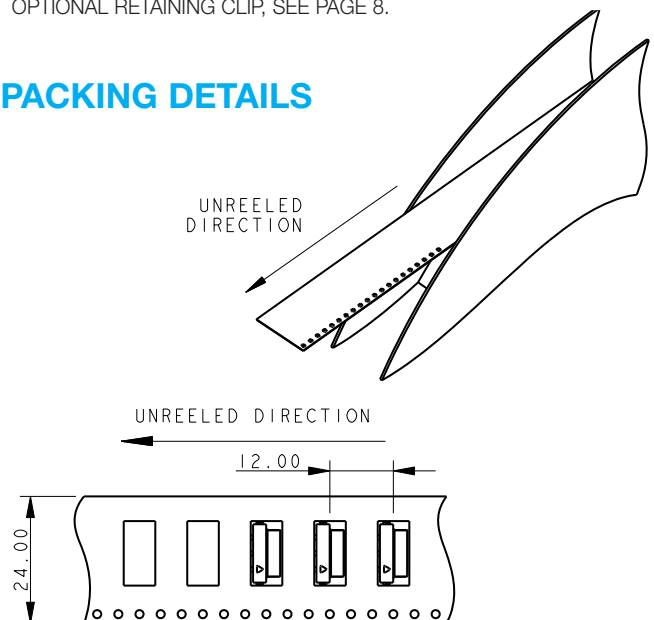 OPTIONAL RETAINING CLIP, SEE PAGE 8.
PACKING DETAILS
UNREELED
DIRECTION
UNREELED DIRECTION
12.00
24.00